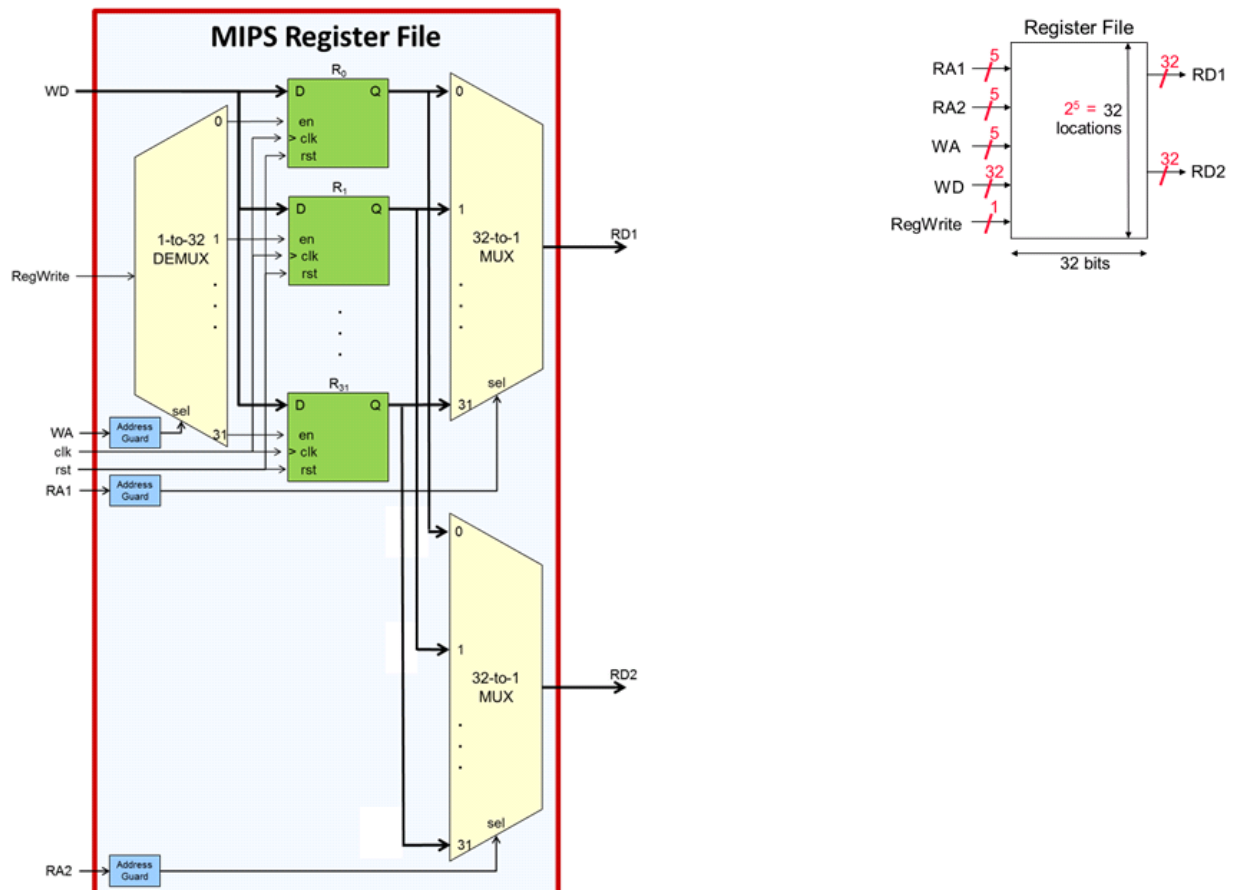 MIPS Register File
WD
R0
D Q
en
> clk
rst
0
0
R1
D Q
en
> clk
rst
1
1
1-to-32
DEMUX
32-to-1
MUX
RD1
RegWrite
.
.
.
.
.
.
.
.
.
R31
D Q
en
> clk
rst
sel
31
sel
31
WA
Address
Guard
clk
rst
RA1
Address
Guard
0
1
32-to-1
MUX
RD2
.
.
.
sel
31
RA2
Address
Guard
Register File
RA1
5
RA2
5
WA
5
WD
32
RegWrite
1
2⁵ = 32
locations
32
RD1
32
RD2
32 bits